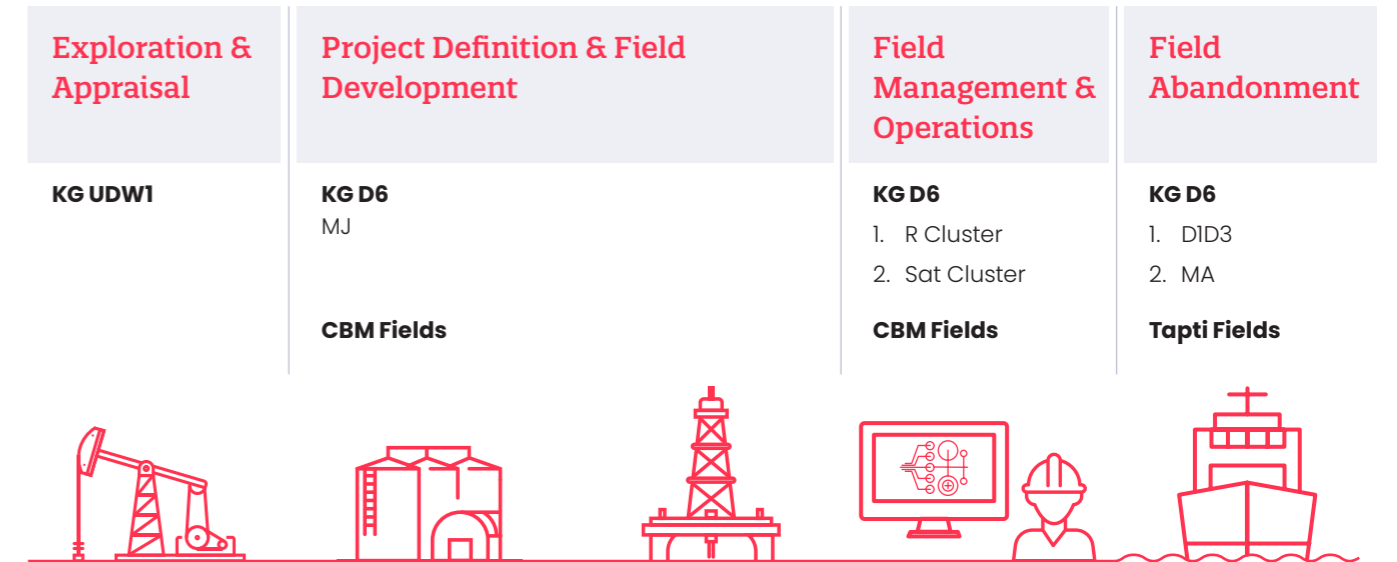 Exploration &
Appraisal
KG UDW1
Project Definition & Field
Development
KG D6
MJ
CBM Fields
Field
Management &
Operations
KG D6
1. R Cluster
2. Sat Cluster
CBM Fields
Field
Abandonment
KG D6
1. D1D3
2. MA
Tapti Fields